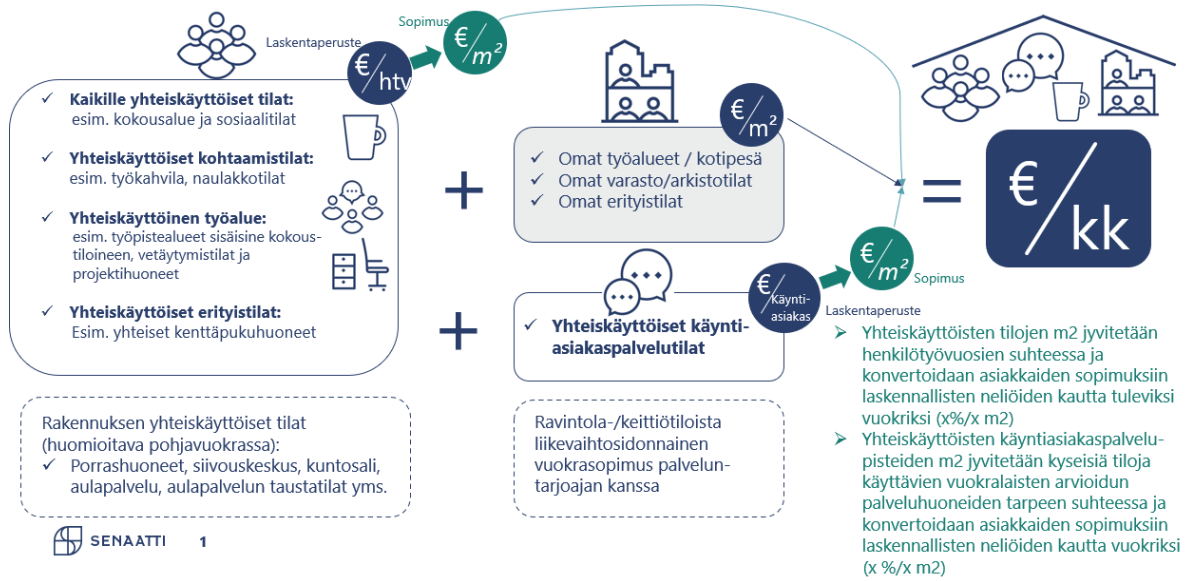 Laskentaperuste
€/htv
Sopimus
€/m²
✓ Kaikille yhteiskäyttöiset tilat:
esim. kokousalue ja sosiaalitilat
✓ Yhteiskäyttöiset kohtaamistilat:
esim. työkahvila, naulakkotilat
✓ Yhteiskäyttöinen työalue:
esim. työpistealueet sisäisine kokous-
tiloineen, vetäytymistilat ja
projektihuoneet
✓ Yhteiskäyttöiset erityistilat:
Esim. yhteiset kenttäpukuhuoneet
+
€/m²
✓ Omat työalueet / kotipesä
✓ Omat varasto/arkistotilat
✓ Omat erityistilat
+
€/Käynti-
asiakas
Laskentaperuste
€/m²
Sopimus
✓ Yhteiskäyttöiset käynti-
asiakaspalvelutilat
=
€/kk
Rakennuksen yhteiskäyttöiset tilat
(huomioitava pohjavuokrassa):
✓ Porrashuoneet, siivouskeskus, kuntosali,
aulapalvelu, aulapalvelun taustatilat yms.
Ravintola-/keittiötiloista
liikevaihtosidonnainen
vuokrasopimus palvelun-
tarjoajan kanssa
➢ Yhteiskäyttöisten tilojen m2 jyvitetään
henkilötyövuosien suhteessa ja
konvertoidaan asiakkaiden sopimuksiin
laskennallisten neliöiden kautta tuleviksi
vuokriksi (x%/x m2)
➢ Yhteiskäyttöisten käyntiasiakaspalvelu-
pisteiden m2 jyvitetään kyseisiä tiloja
käyttävien vuokralaisten arvioidun
palveluhuoneiden tarpeen suhteessa ja
konvertoidaan asiakkaiden sopimuksiin
laskennallisten neliöiden kautta vuokriksi
(x %/x m2)
SENAATTI
1